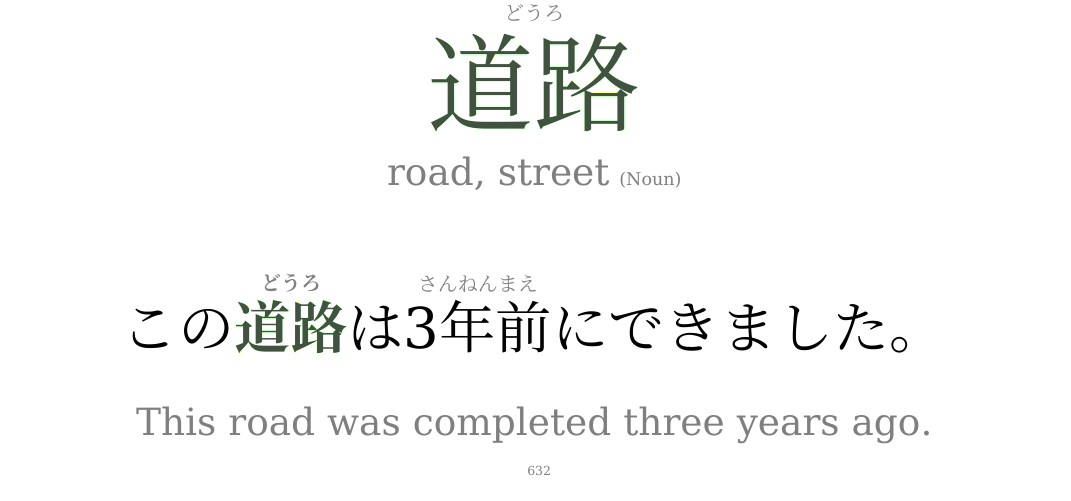 どうろ
道路
road, street (Noun)
どうろ さんねんまえ
この道路は3年前にできました。
This road was completed three years ago.
632